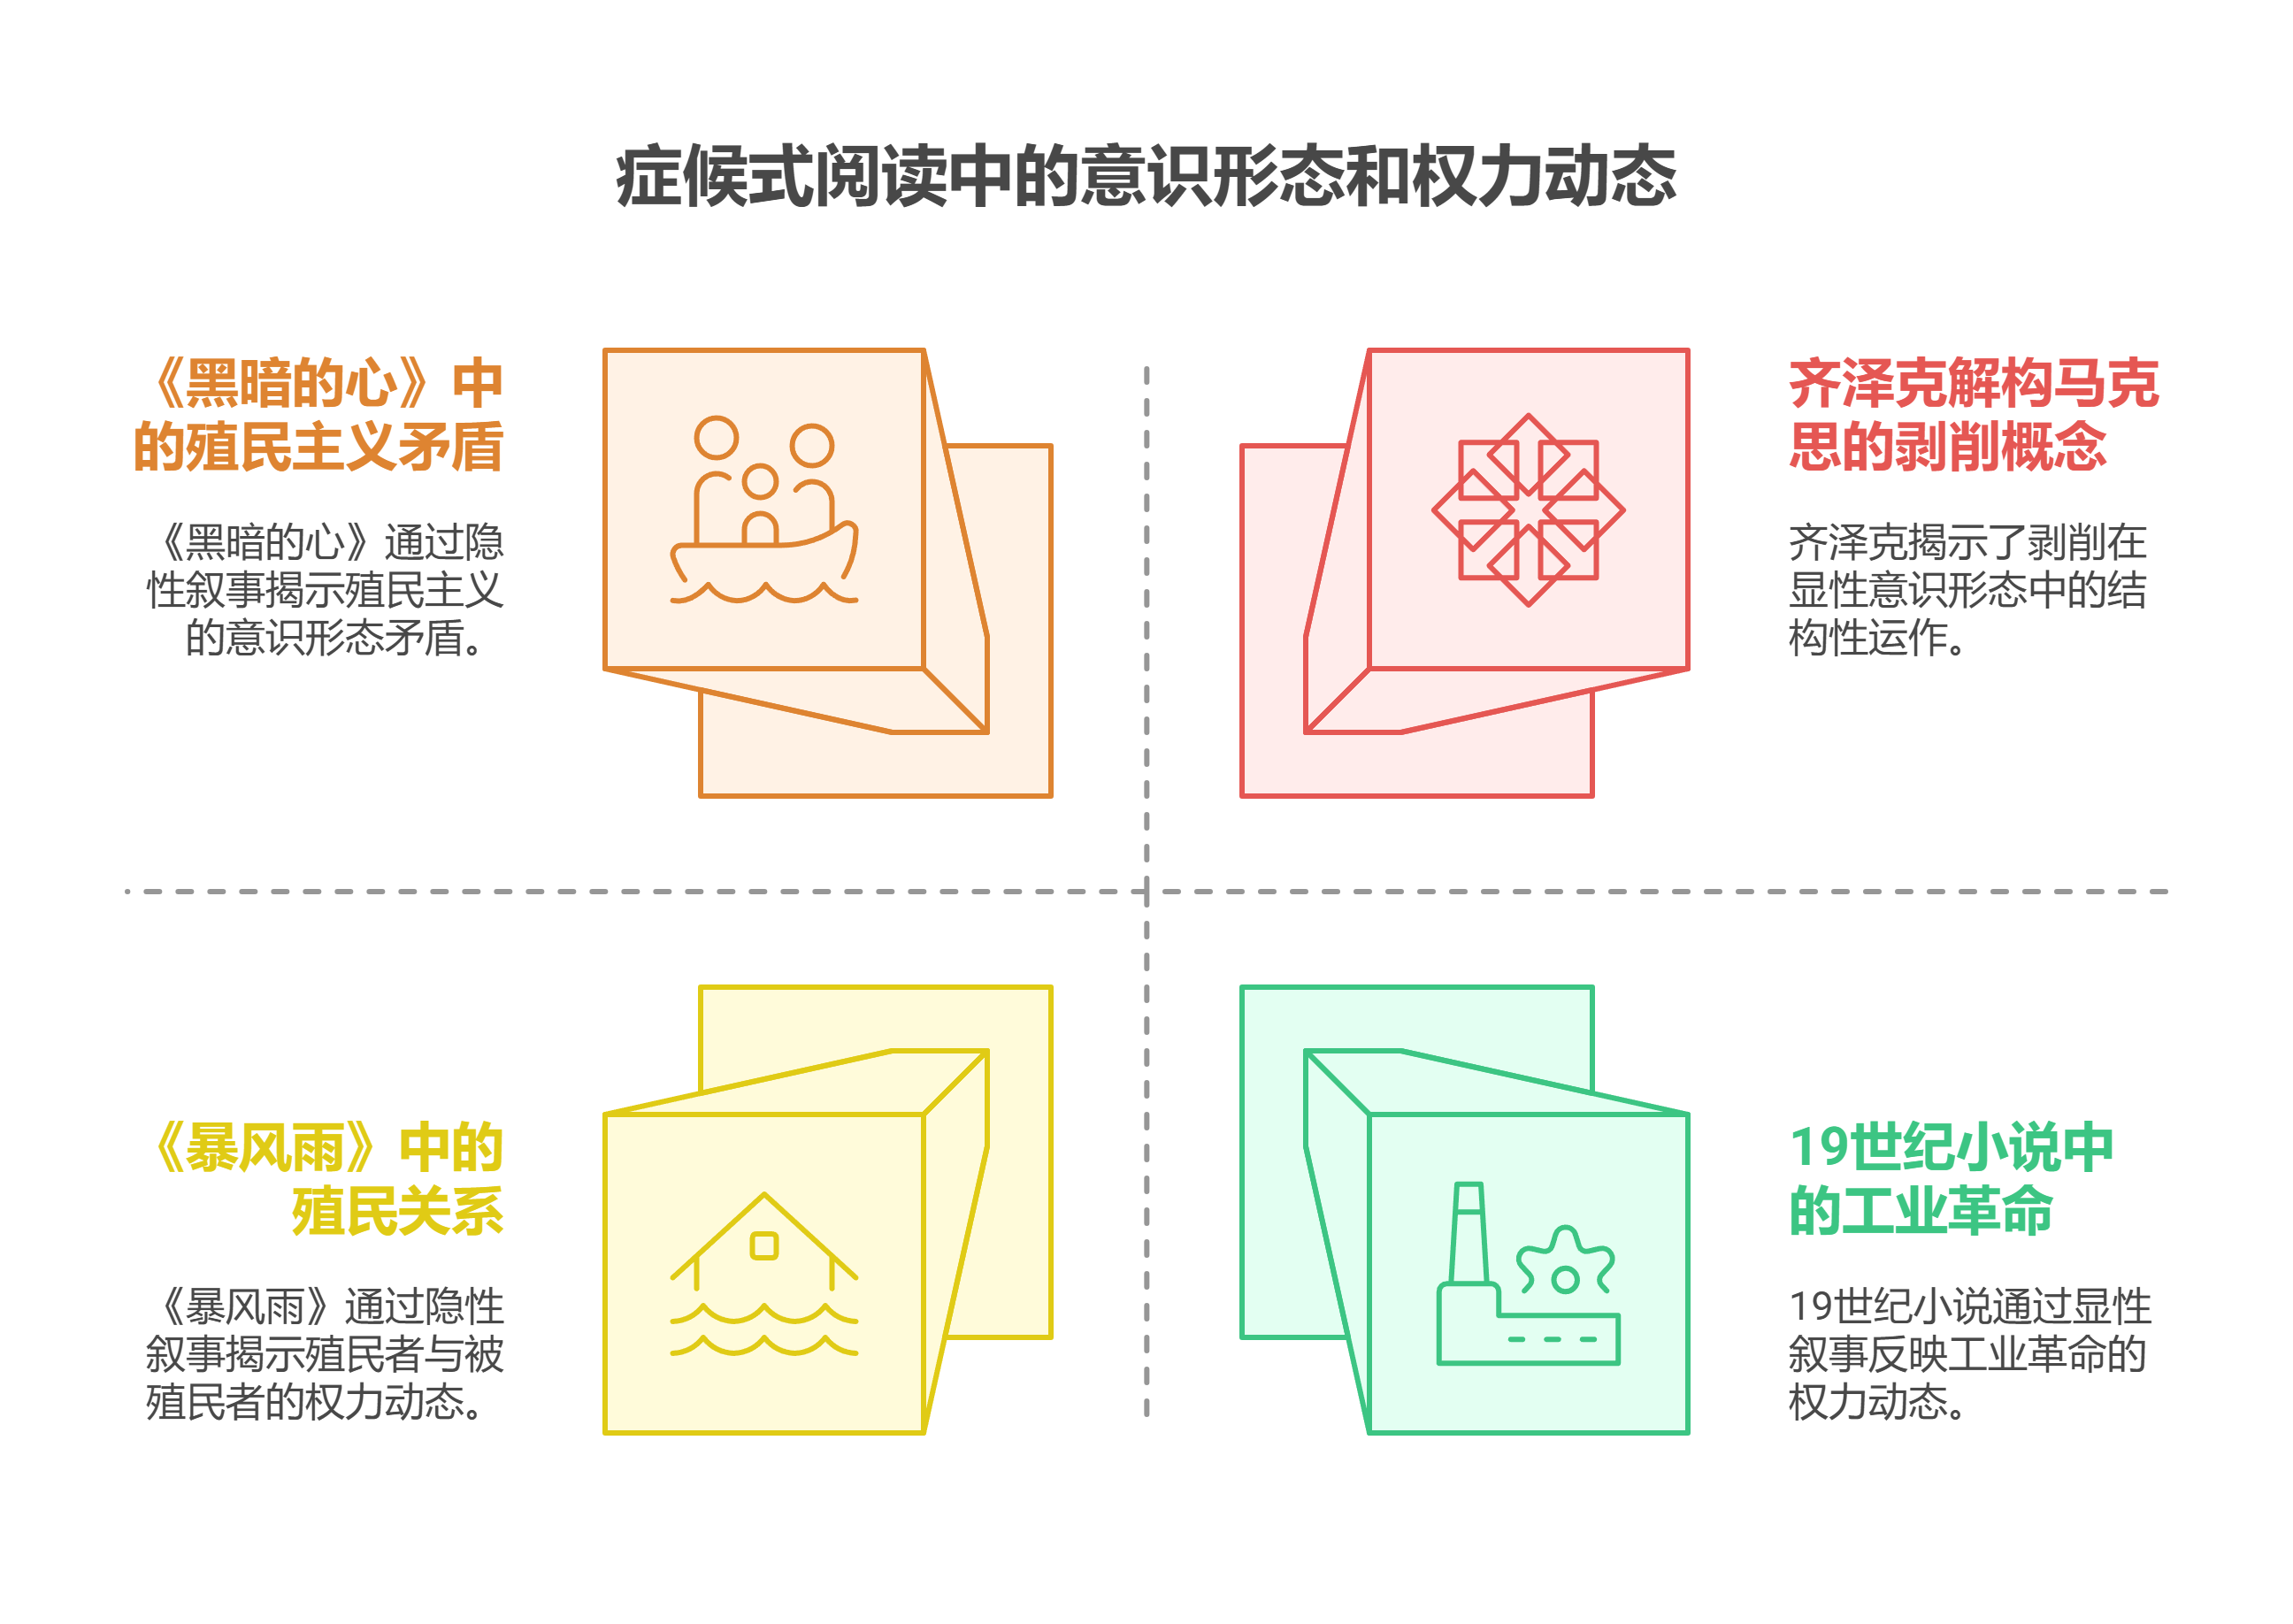 症候式阅读中的意识形态和权力动态
《黑暗的心》中
的殖民主义矛盾
《黑暗的心》通过隐
性叙事揭示殖民主义
的意识形态矛盾。
齐泽克解构马克
思的剥削概念
齐泽克揭示了剥削在
显性意识形态中的结
构性运作。
《暴风雨》中的
殖民关系
《暴风雨》通过隐性
叙事揭示殖民者与被
殖民者的权力动态。
19世纪小说中
的工业革命
19世纪小说通过显性
叙事反映工业革命的
权力动态。